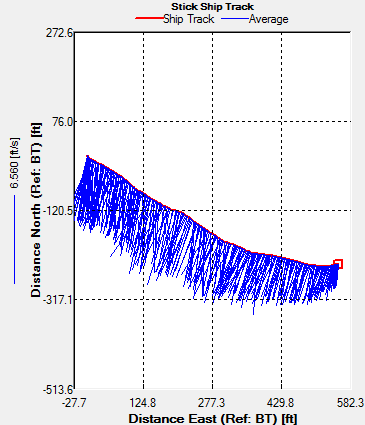 Stick Ship Track
Ship Track Average
272.6
76.0
-120.5
-317.1
-513.6
-27.7 124.8 277.3 429.8 582.3
Distance East (Ref: BT) [ft]
Distance North (Ref: BT) [ft]
6.560 [ft/s]